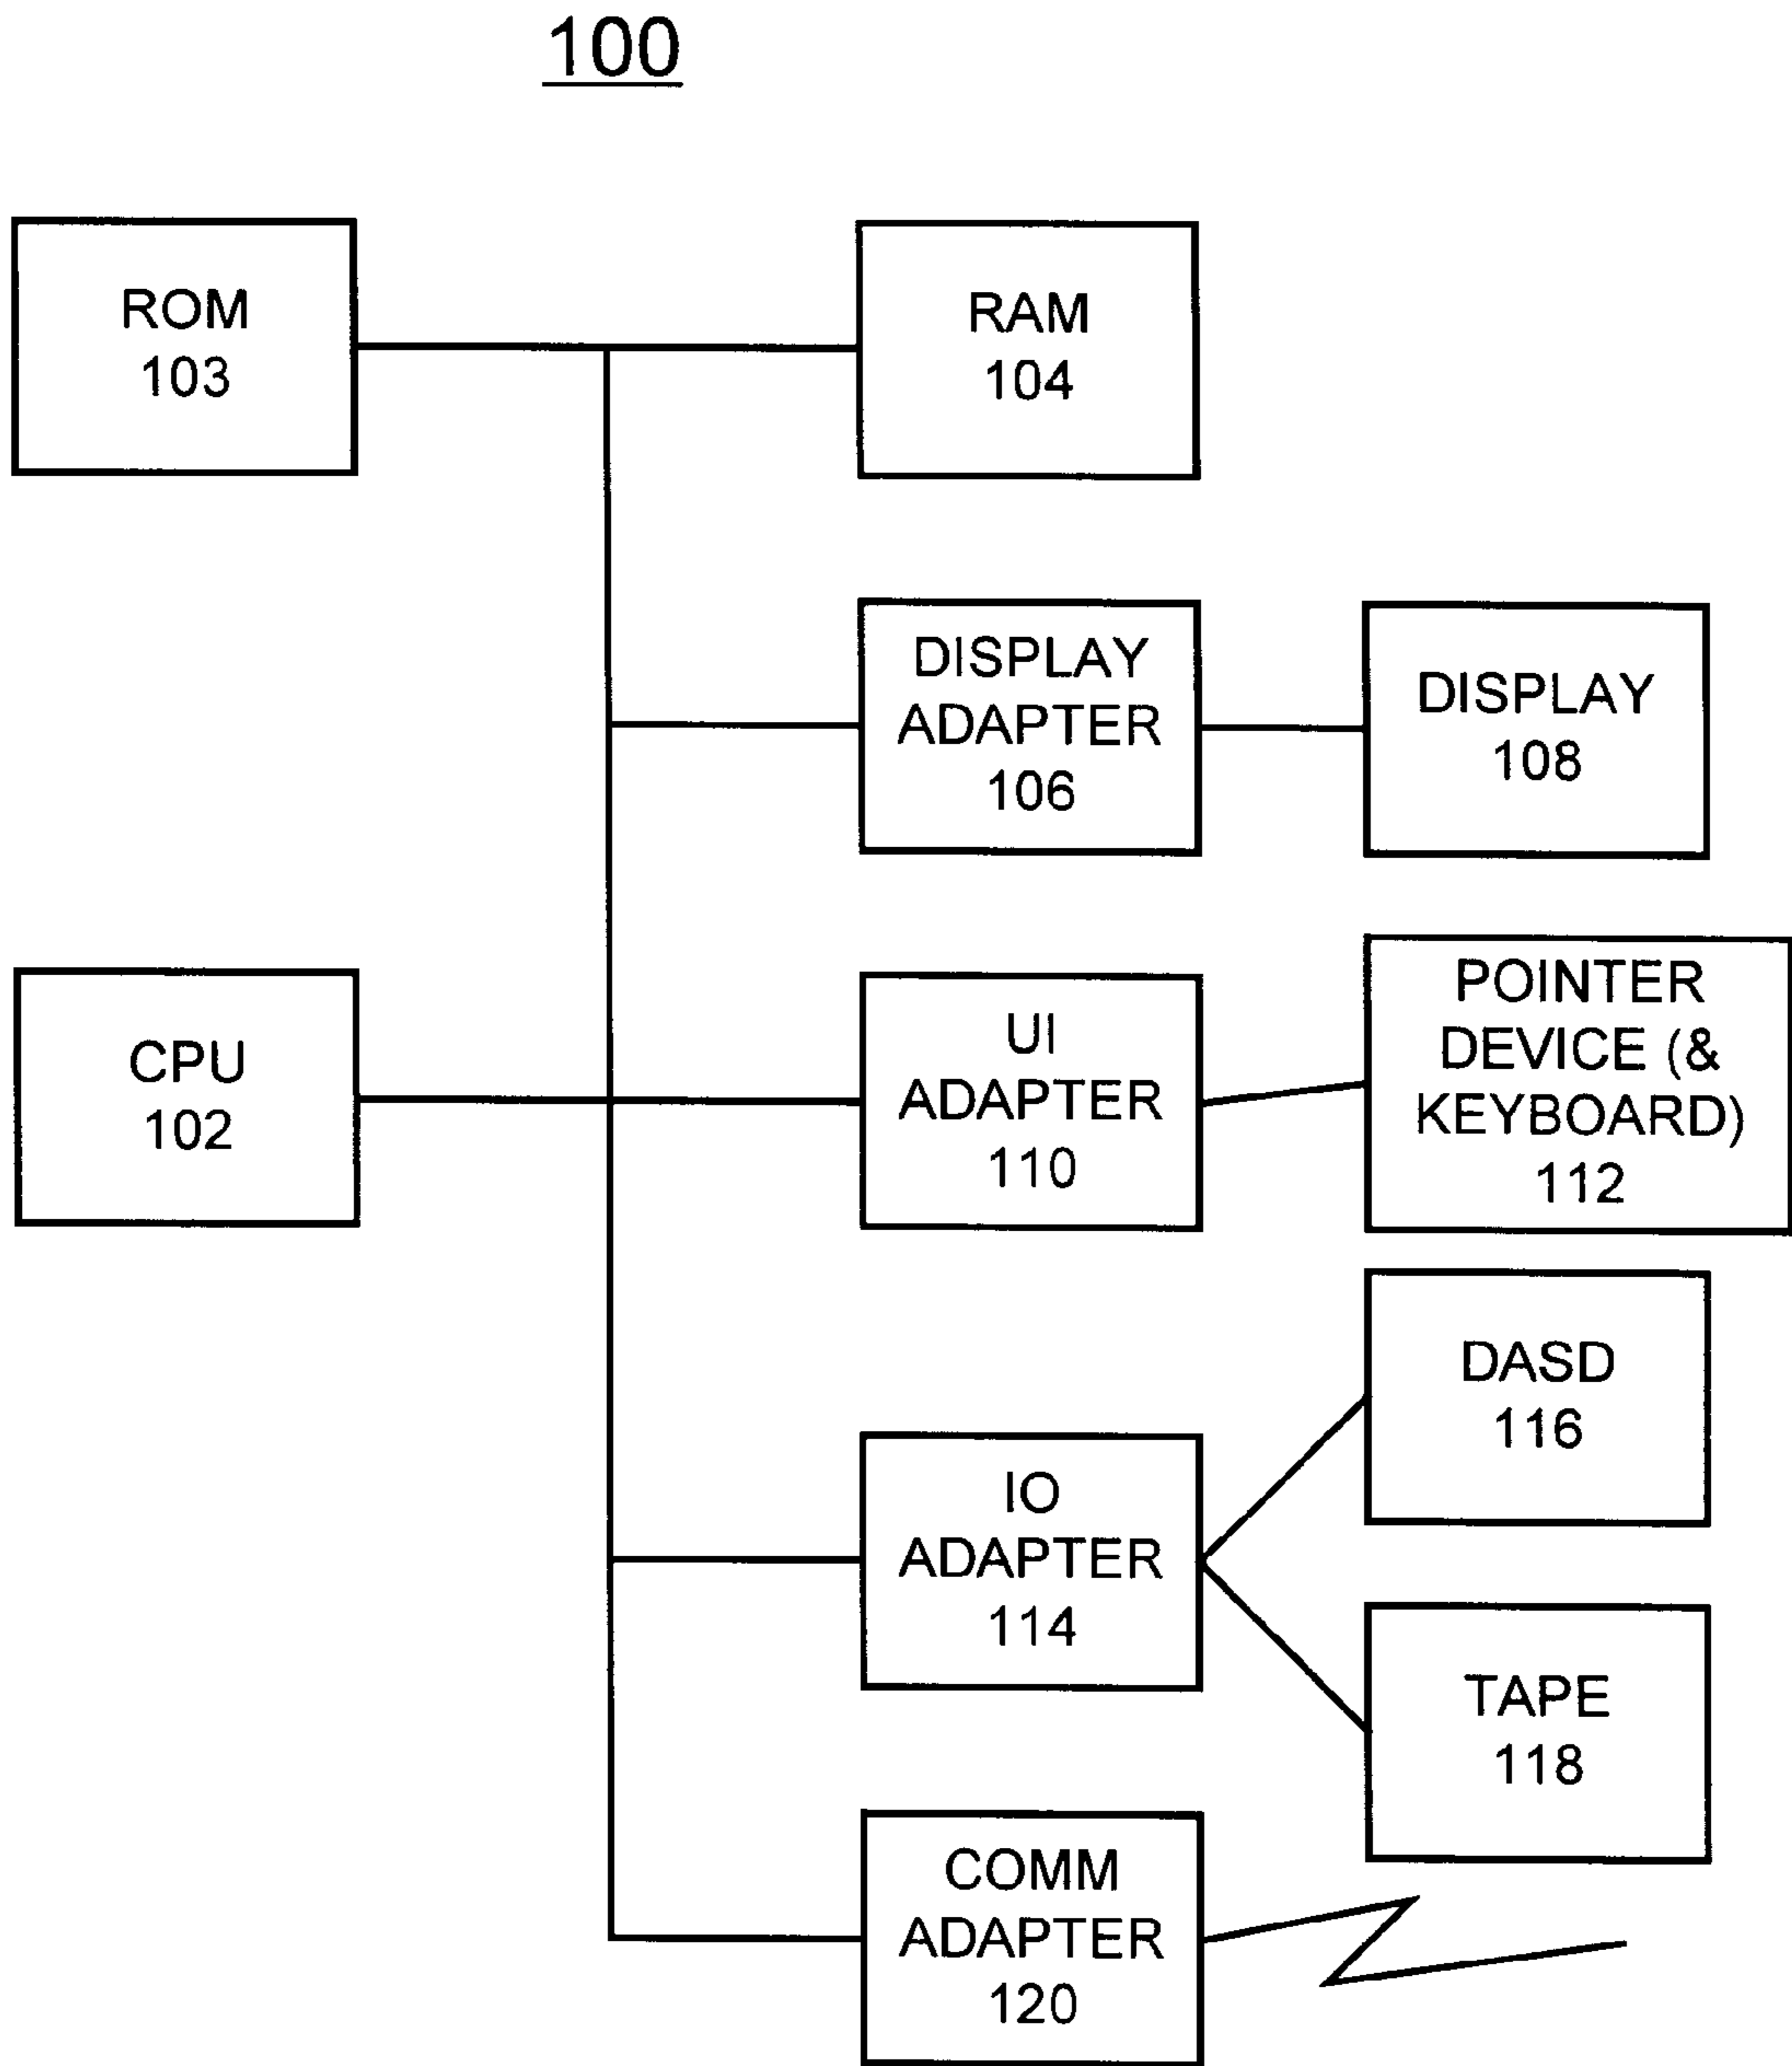 100
ROM
103
RAM
104
DISPLAY
ADAPTER
106
DISPLAY
108
CPU
102
UI
ADAPTER
110
POINTER
DEVICE (&
KEYBOARD)
112
IO
ADAPTER
114
DASD
116
TAPE
118
COMM
ADAPTER
120